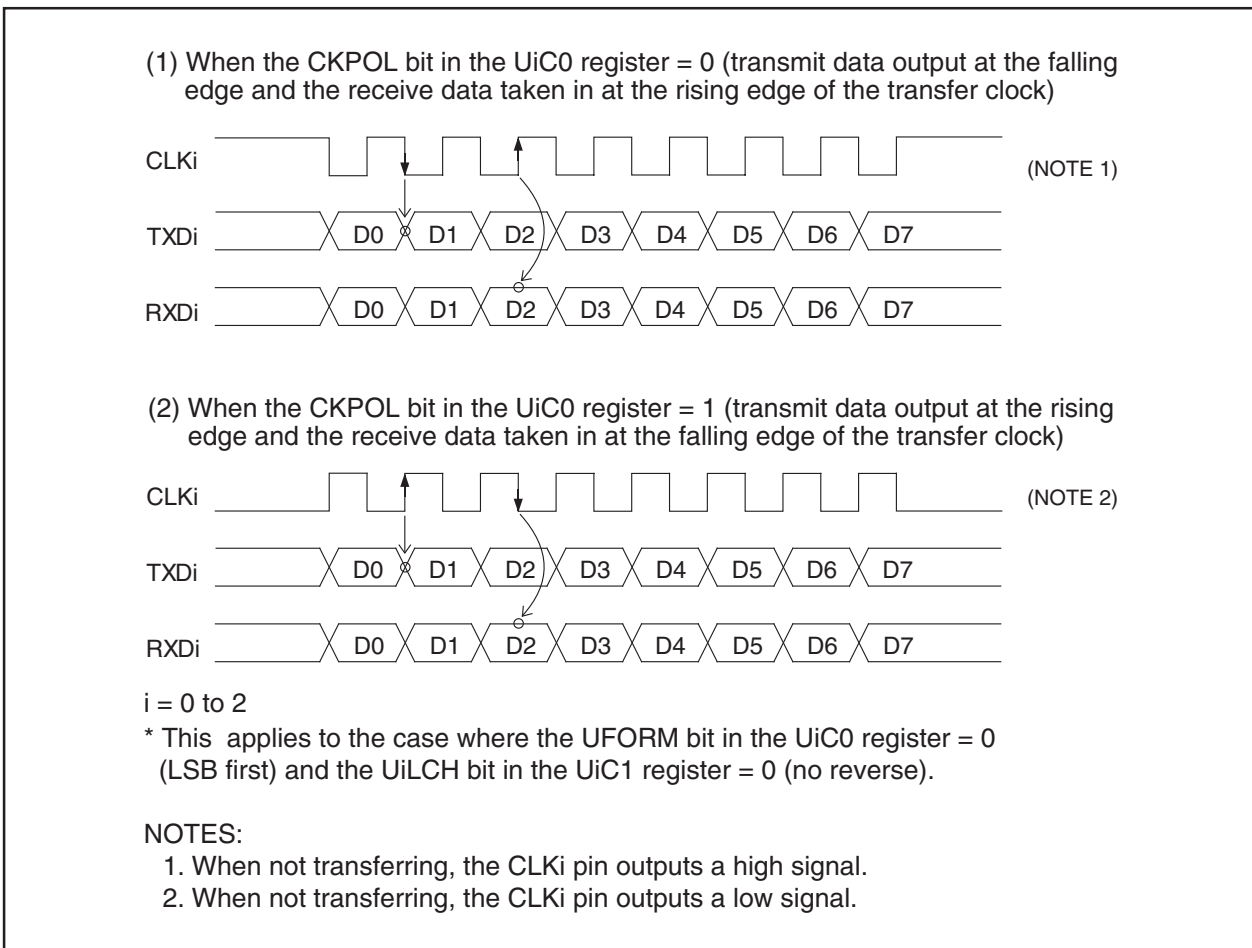 (1) When the CKPOL bit in the UiC0 register = 0 (transmit data output at the falling
edge and the receive data taken in at the rising edge of the transfer clock)
CLKi
(NOTE 1)
TXDi D0 D1 D2 D3 D4 D5 D6 D7
RXDi D0 D1 D2 D3 D4 D5 D6 D7
(2) When the CKPOL bit in the UiC0 register = 1 (transmit data output at the rising
edge and the receive data taken in at the falling edge of the transfer clock)
CLKi
(NOTE 2)
TXDi D0 D1 D2 D3 D4 D5 D6 D7
RXDi D0 D1 D2 D3 D4 D5 D6 D7
i = 0 to 2
* This applies to the case where the UFORM bit in the UiC0 register = 0
(LSB first) and the UiLCH bit in the UiC1 register = 0 (no reverse).
NOTES:
1. When not transferring, the CLKi pin outputs a high signal.
2. When not transferring, the CLKi pin outputs a low signal.